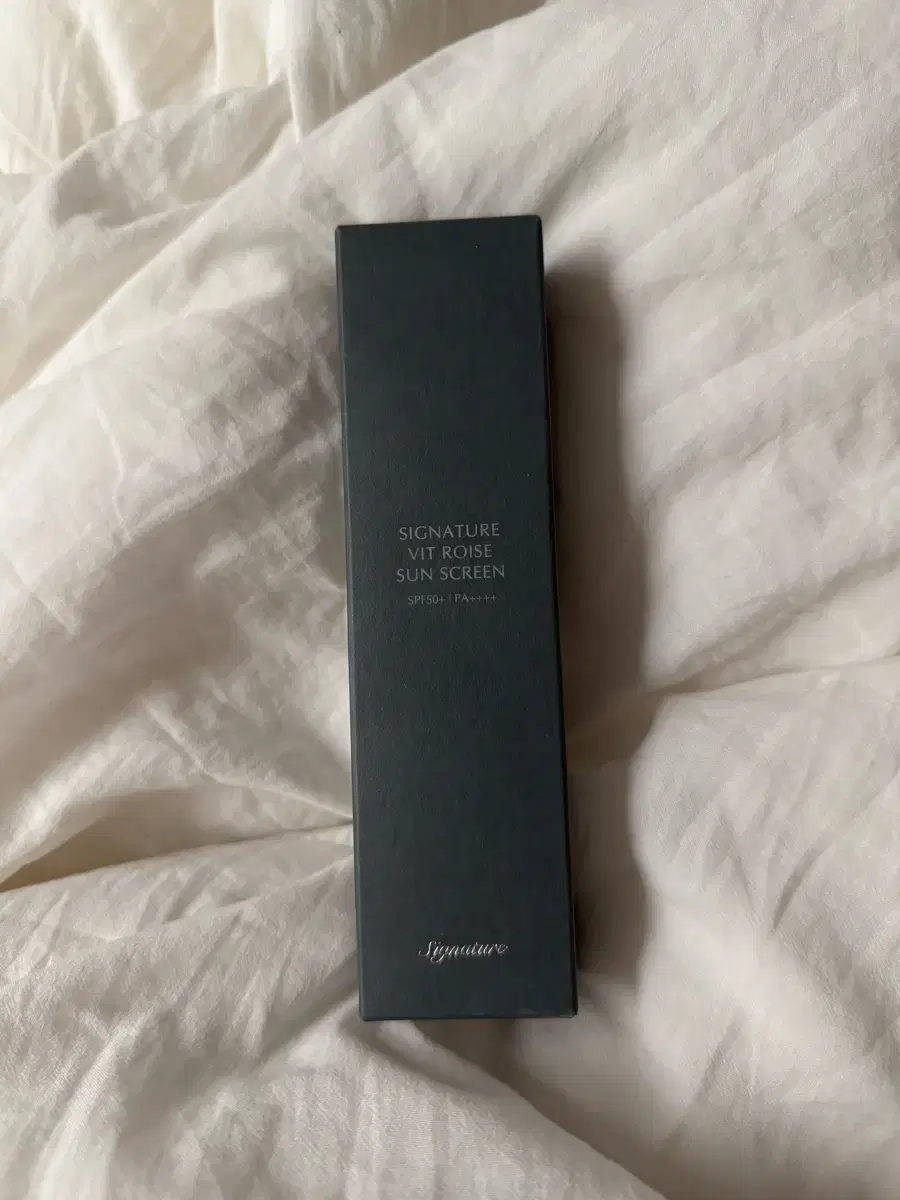 SIGNATURE
VIT ROISE
SUN SCREEN
SPF50+ | PA++++
Signature